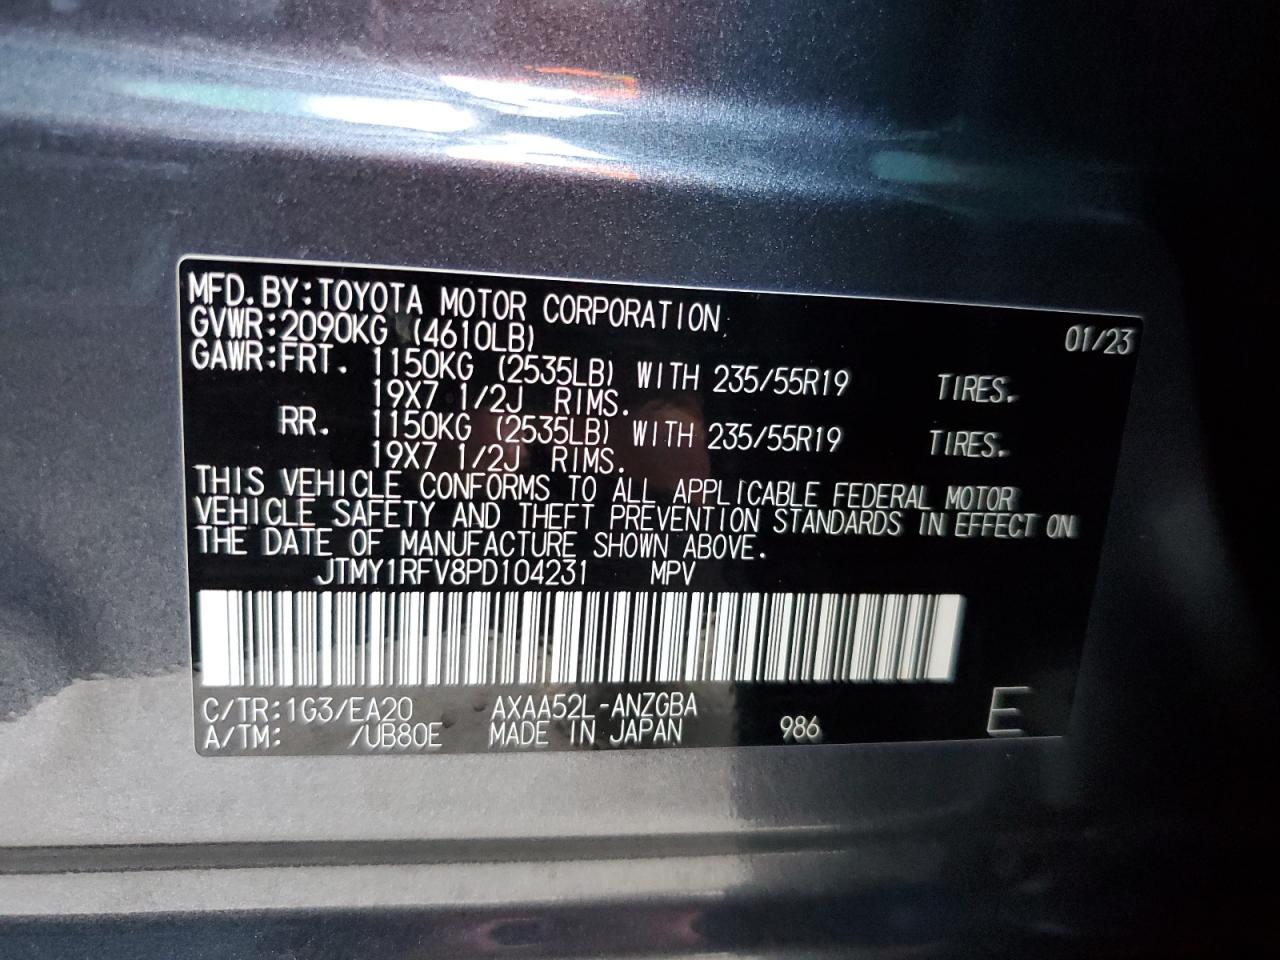 MFD.BY:TOYOTA MOTOR CORPORATION 01/23
GVWR:2090KG (4610LB)
GAWR:FRT. 1150KG (2535LB) WITH 235/55R19 TIRES.
19X7 1/2J RIMS.
RR. 1150KG (2535LB) WITH 235/55R19 TIRES.
19X7 1/2J RIMS.
THIS VEHICLE CONFORMS TO ALL APPLICABLE FEDERAL MOTOR
VEHICLE SAFETY AND THEFT PREVENTION STANDARDS IN EFFECT ON
THE DATE OF MANUFACTURE SHOWN ABOVE.
JTMY1RFV8PD104231 MPV
C/TR:1G3/EA20 AXAA52L-ANZGBA
A/TM: /UB80E MADE IN JAPAN 986 E